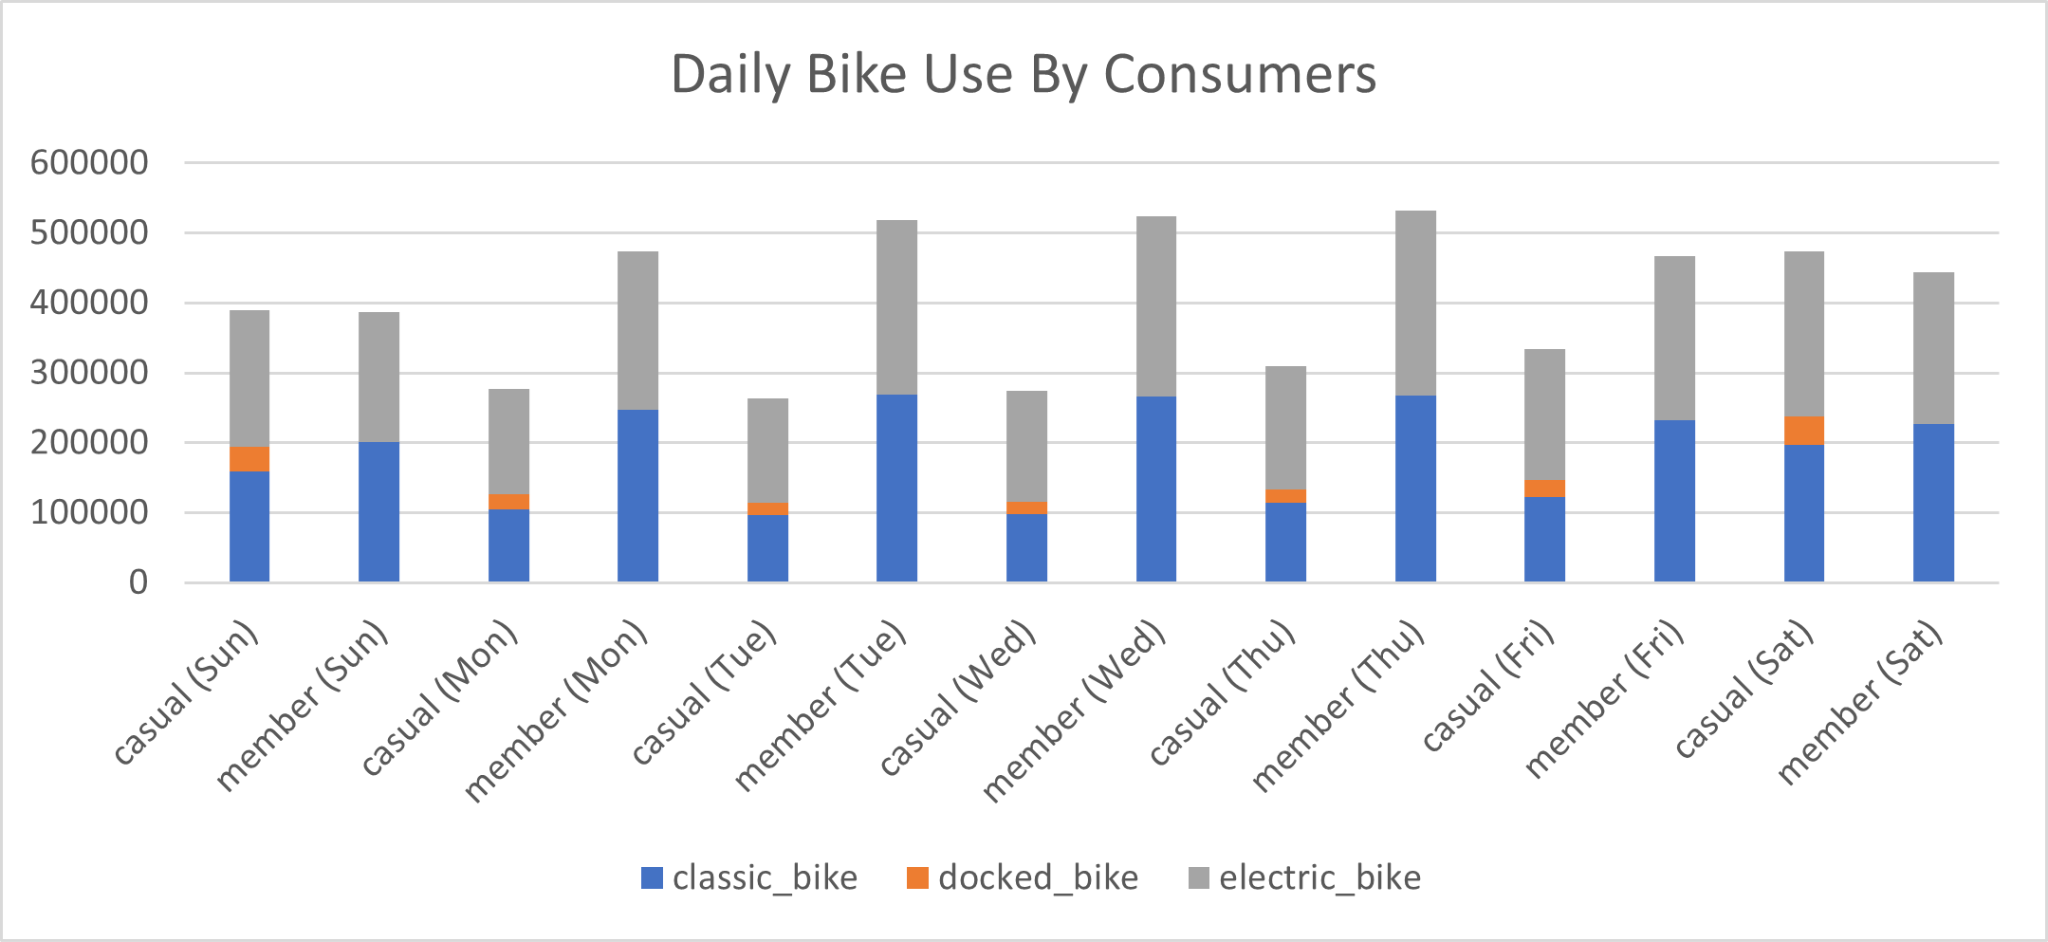 Daily Bike Use By Consumers
600000
500000
400000
300000
200000
100000
0
casual (Sun)
member (Sun)
casual (Mon)
member (Mon)
casual (Tue)
member (Tue)
casual (Wed)
member (Wed)
casual (Thu)
member (Thu)
casual (Fri)
member (Fri)
casual (Sat)
member (Sat)
classic_bike docked_bike electric_bike